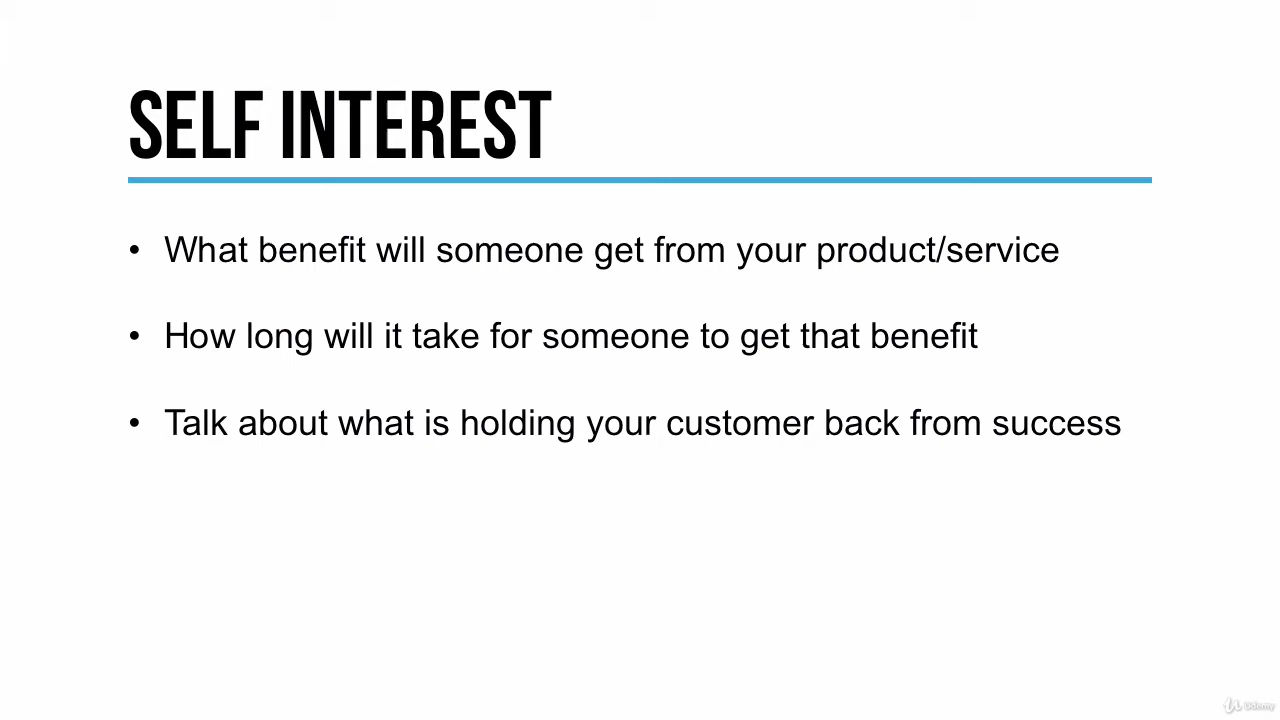 SELF INTEREST
• What benefit will someone get from your product/service
• How long will it take for someone to get that benefit
• Talk about what is holding your customer back from success
Udemy